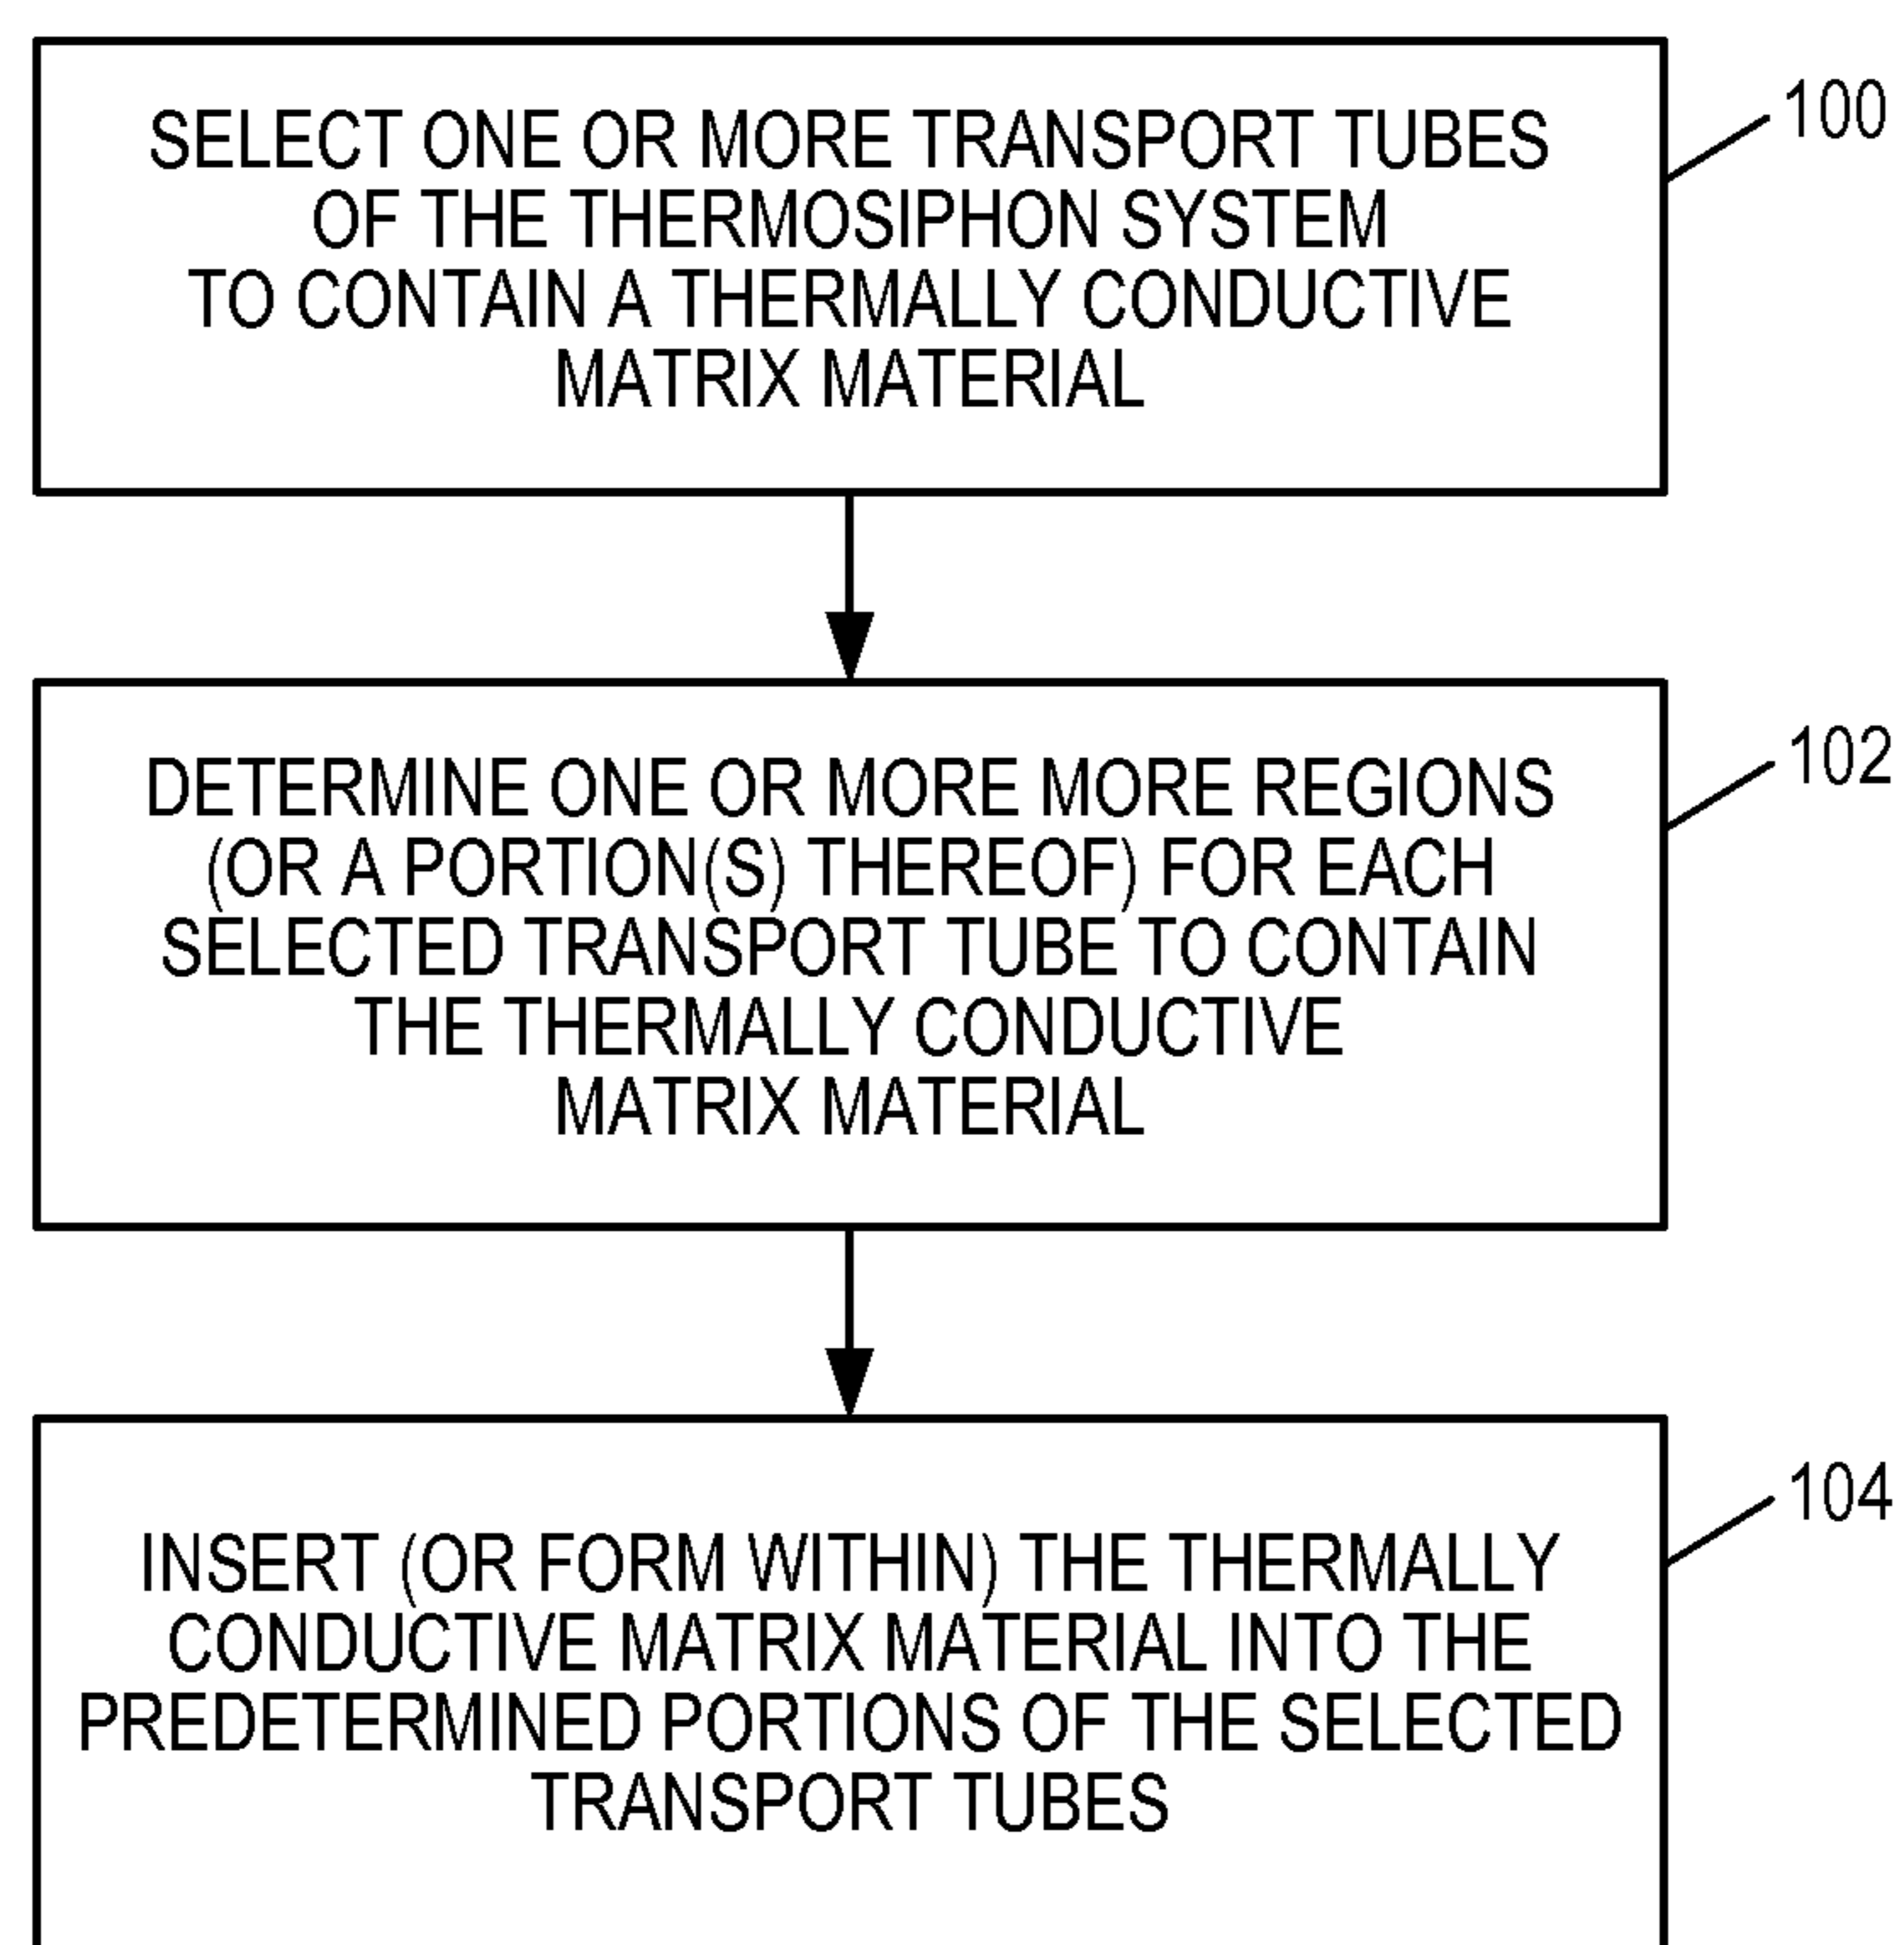 SELECT ONE OR MORE TRANSPORT TUBES
OF THE THERMOSIPHON SYSTEM
TO CONTAIN A THERMALLY CONDUCTIVE
MATRIX MATERIAL
100
DETERMINE ONE OR MORE MORE REGIONS
(OR A PORTION(S) THEREOF) FOR EACH
SELECTED TRANSPORT TUBE TO CONTAIN
THE THERMALLY CONDUCTIVE
MATRIX MATERIAL
102
INSERT (OR FORM WITHIN) THE THERMALLY
CONDUCTIVE MATRIX MATERIAL INTO THE
PREDETERMINED PORTIONS OF THE SELECTED
TRANSPORT TUBES
104